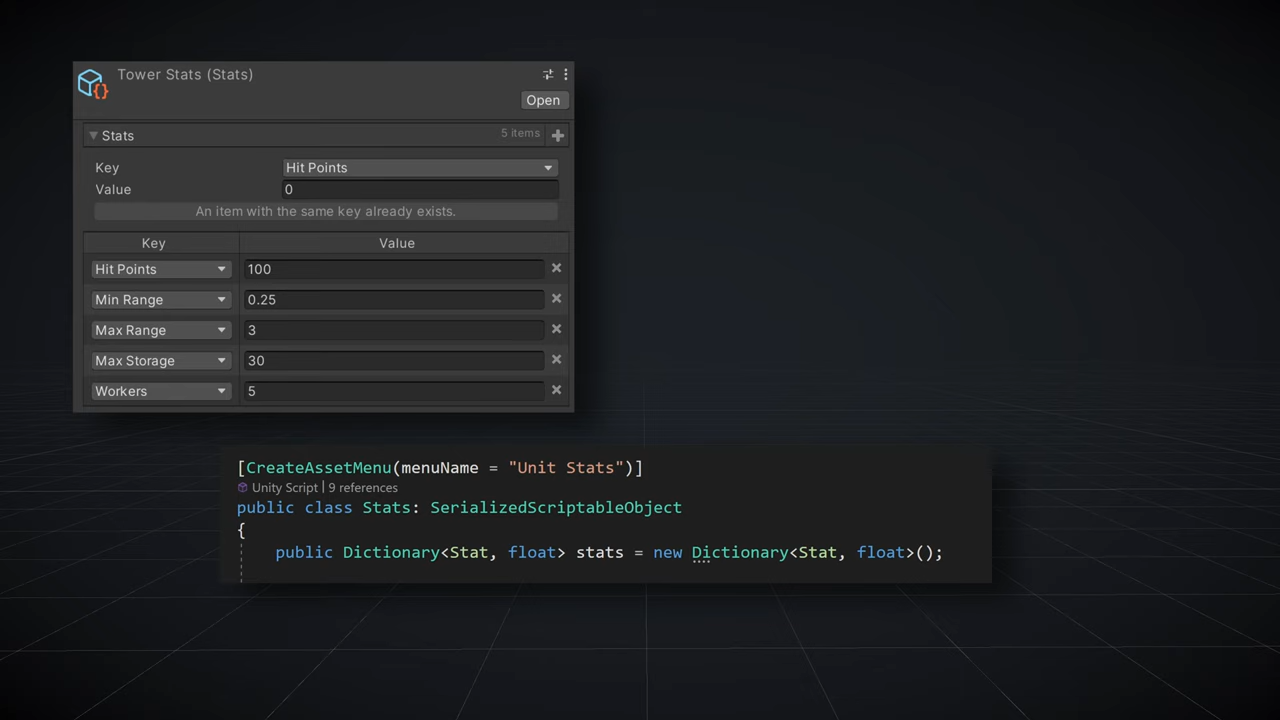 Tower Stats (Stats)
Open
Stats
5 items
Key
Hit Points
Value
0
An item with the same key already exists.
Key Value
Hit Points 100
Min Range 0.25
Max Range 3
Max Storage 30
Workers 5
[CreateAssetMenu(menuName = "Unit Stats")]
Unity Script | 9 references
public class Stats: SerializedScriptableObject
{
public Dictionary<Stat, float> stats = new Dictionary<Stat, float>();